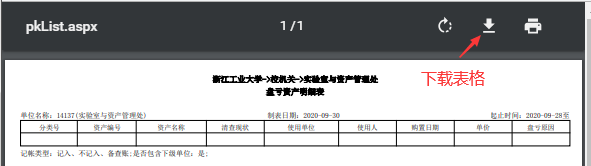 pkList.aspx
1 / 1
下载表格
浙江工业大学->校机关->实验室与资产管理处
盘亏资产明细表
单位名称：14137(实验室与资产管理处) 制表日期：2020-09-30 起止时间：2020-09-28至
分类号 资产编号 资产名称 清查现状 使用单位 使用人 购置日期 单价 盘亏原因
记帐类型：记入、不记入、备查账;是否包含下级单位：是;